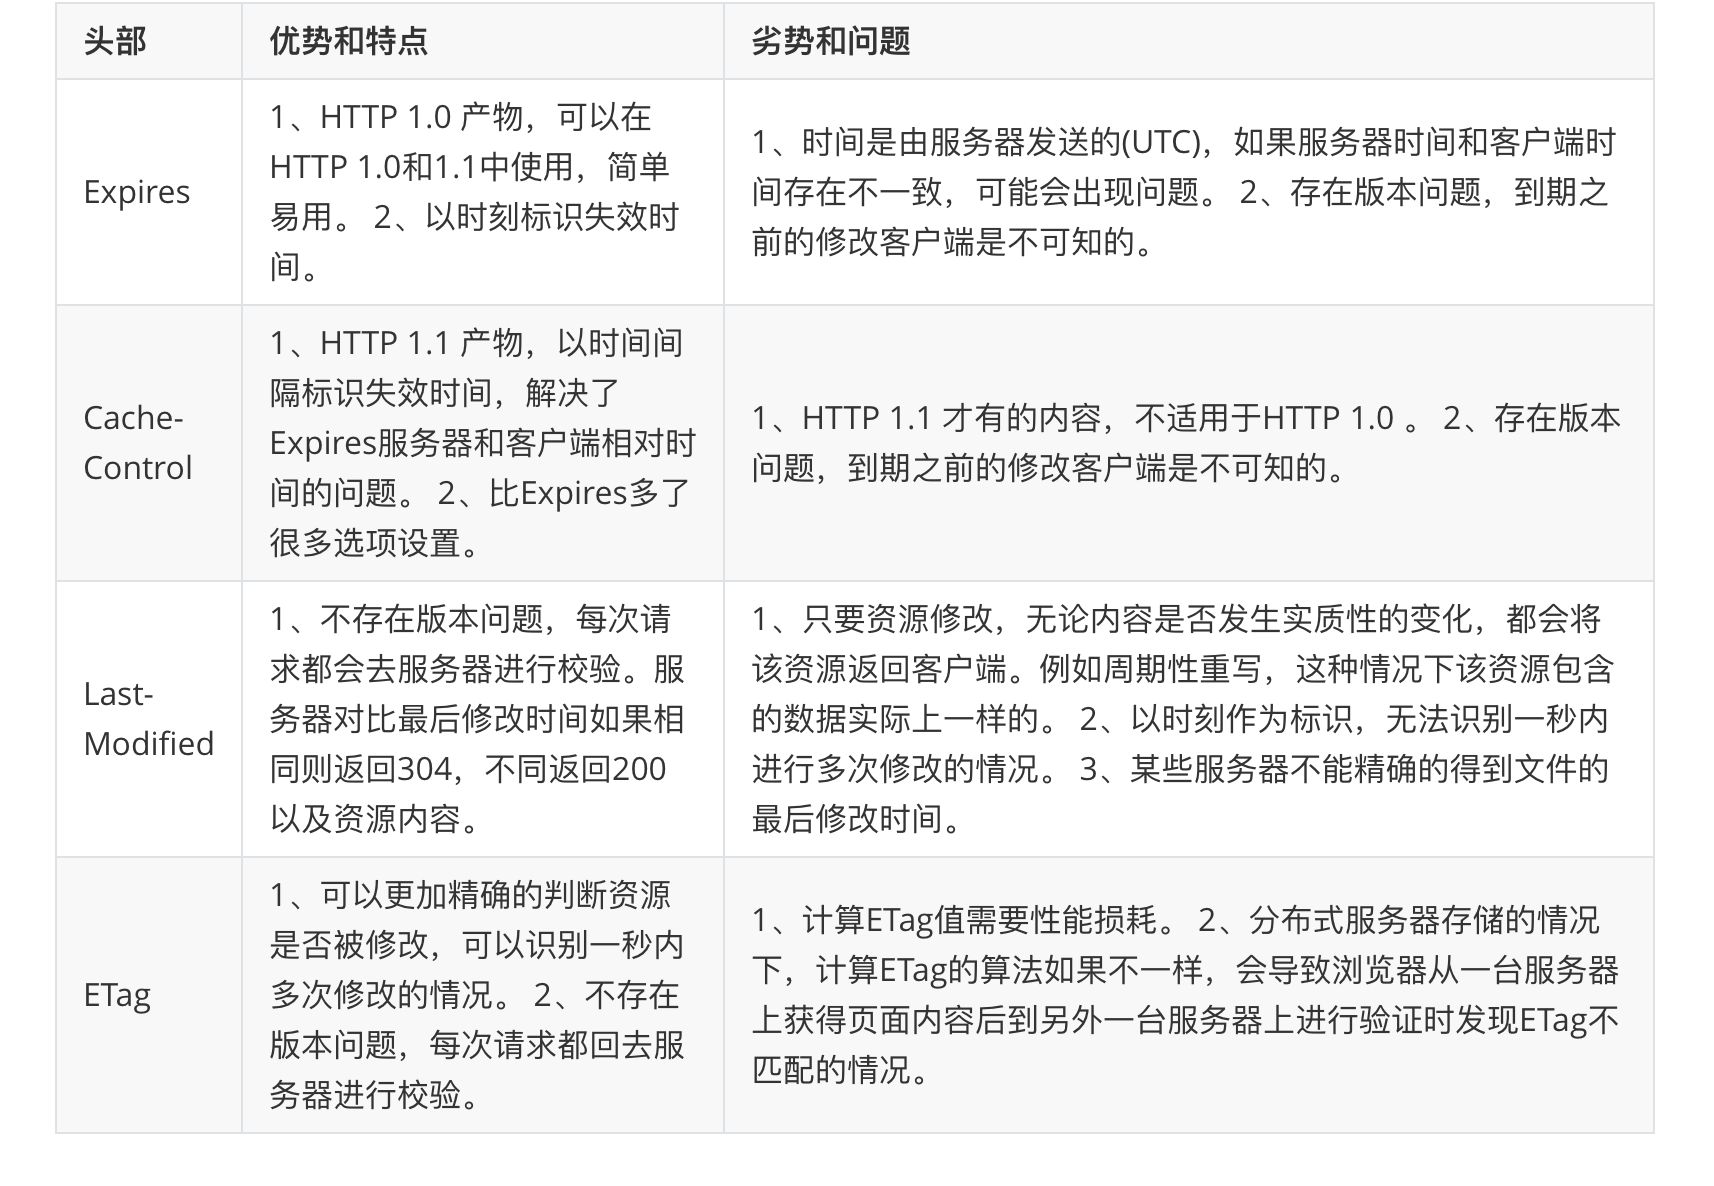 头部
优势和特点
劣势和问题
Expires
1、HTTP 1.0 产物，可以在
HTTP 1.0和1.1中使用，简单
易用。 2、以时刻标识失效时
间。
1、时间是由服务器发送的(UTC)，如果服务器时间和客户端时
间存在不一致，可能会出现问题。 2、存在版本问题，到期之
前的修改客户端是不可知的。
Cache-
Control
1、HTTP 1.1 产物，以时间间
隔标识失效时间，解决了
Expires服务器和客户端相对时
间的问题。 2、比Expires多了
很多选项设置。
1、HTTP 1.1 才有的内容，不适用于HTTP 1.0 。 2、存在版本
问题，到期之前的修改客户端是不可知的。
Last-
Modified
1、不存在版本问题，每次请
求都会去服务器进行校验。服
务器对比最后修改时间如果相
同则返回304，不同返回200
以及资源内容。
1、只要资源修改，无论内容是否发生实质性的变化，都会将
该资源返回客户端。例如周期性重写，这种情况下该资源包含
的数据实际上一样的。 2、以时刻作为标识，无法识别一秒内
进行多次修改的情况。 3、某些服务器不能精确的得到文件的
最后修改时间。
ETag
1、可以更加精确的判断资源
是否被修改，可以识别一秒内
多次修改的情况。 2、不存在
版本问题，每次请求都回去服
务器进行校验。
1、计算ETag值需要性能损耗。 2、分布式服务器存储的情况
下，计算ETag的算法如果不一样，会导致浏览器从一台服务器
上获得页面内容后到另外一台服务器上进行验证时发现ETag不
匹配的情况。